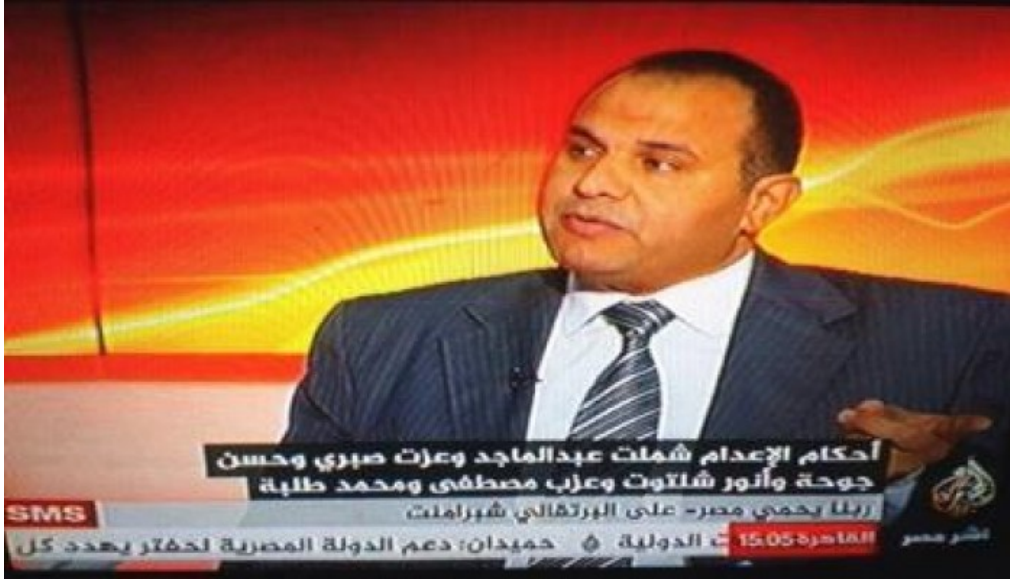 أحكام الإعدام شملت عبدالماجد وعزت صبري وحسن
جوحة وأنور شلتوت وعزب مصطفى ومحمد طلبة
SMS
ربنا يحمي مصر- على البرتقالي شبرامنت
القاهرة 15:05 ت الدولية حميدان: دعم الدولة المصرية لحفتر يهدد كل
مصر